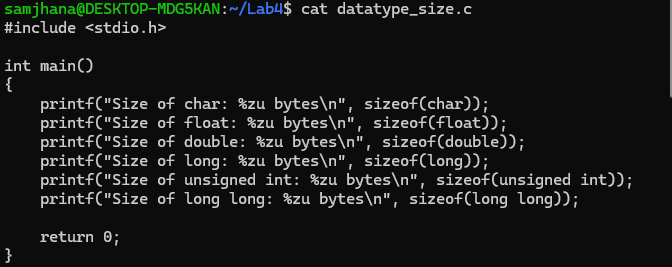 samjhana@DESKTOP-MDG5KAN:~/Lab4$ cat datatype_size.c
#include <stdio.h>

int main()
{
    printf("Size of char: %zu bytes\n", sizeof(char));
    printf("Size of float: %zu bytes\n", sizeof(float));
    printf("Size of double: %zu bytes\n", sizeof(double));
    printf("Size of long: %zu bytes\n", sizeof(long));
    printf("Size of unsigned int: %zu bytes\n", sizeof(unsigned int));
    printf("Size of long long: %zu bytes\n", sizeof(long long));

    return 0;
}